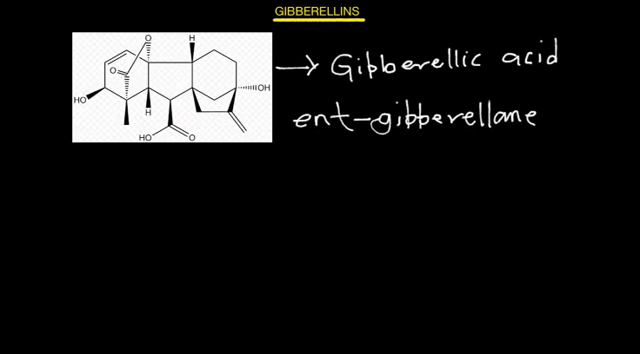 GIBBERELLINS
O
H
O
HO
OH
H
HO
O
Gibberellic acid
ent-gibberellane